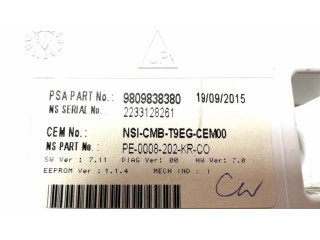 PSA PART No.: 9809838380 19/09/2015
NS SERIAL No.: 2233128261
CEM No.: NSI-CMB-T9EG-CEM00
NS PART No.: PE-0008-202-KR-CO
SW Ver : 7.11 DIAG Ver: 00 HW Ver: 7.0
EEPROM Ver : 1.1.4 MECH IND : 1
CW